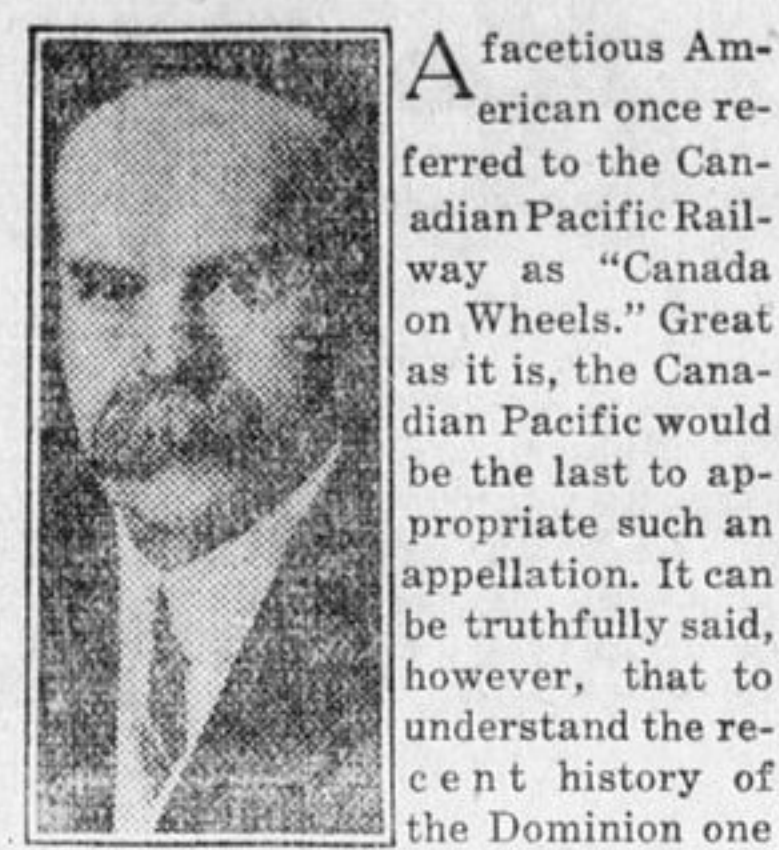 A facetious Am-
erican once re-
ferred to the Can-
adian Pacific Rail-
way as “Canada
on Wheels.” Great
as it is, the Cana-
dian Pacific would
be the last to ap-
propriate such an
appellation. It can
be truthfully said,
however, that to
understand the re-
cent history of
the Dominion one